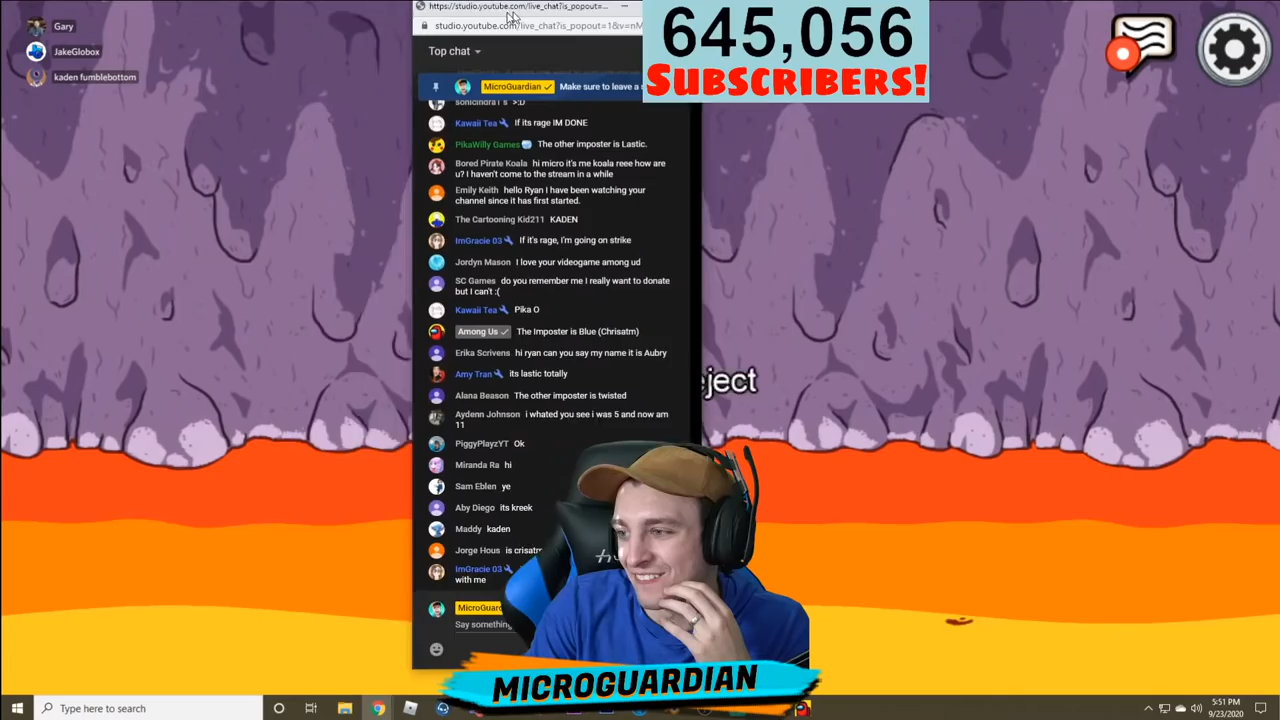 https://studio.youtube.com/live_chat?is_popout=...
studio.youtube.com/live_chat?is_popout=1&v=nM
645,056
SUBSCRIBERS!
Gary
JakeGlobox
kaden fumblebottom
Top chat
MicroGuardian Make sure to leave a
sonicindra1's >:D
Kawaii Tea If its rage IM DONE
PikaWilly Games The other imposter is Lastic.
Bored Pirate Koala hi micro it's me koala reee how are
u? I haven't come to the stream in a while
Emily Keith hello Ryan I have been watching your
channel since it has first started.
The Cartooning Kid211 KADEN
ImGracie 03 If it's rage, I'm going on strike
Jordyn Mason I love your videogame among ud
SC Games do you remember me I really want to donate
but I can't :(
Kawaii Tea Pika O
Among Us The Imposter is Blue (Chrisatm)
Erika Scrivens hi ryan can you say my name it is Aubry
Amy Tran its lastic totally
Alana Beason The other imposter is twisted
Aydenn Johnson i whated you see i was 5 and now am
11
PiggyPlayzYT Ok
Miranda Ra hi
Sam Eblen ye
Aby Diego its kreek
Maddy kaden
Jorge Hous is crisatm
ImGracie 03
with me
MicroGuard
Say something
eject
MICROGUARDIAN
Type here to search
5:51 PM
9/23/2020